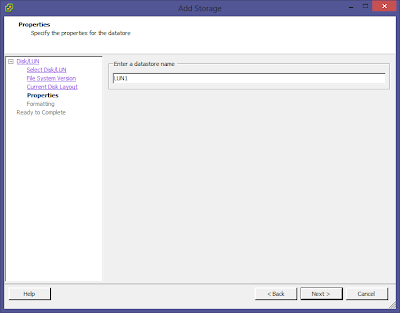 Add Storage
Properties
Specify the properties for the datastore
Disk/LUN
Select Disk/LUN
File System Version
Current Disk Layout
Properties
Formatting
Ready to Complete
Enter a datastore name
LUN1
Help
< Back
Next >
Cancel